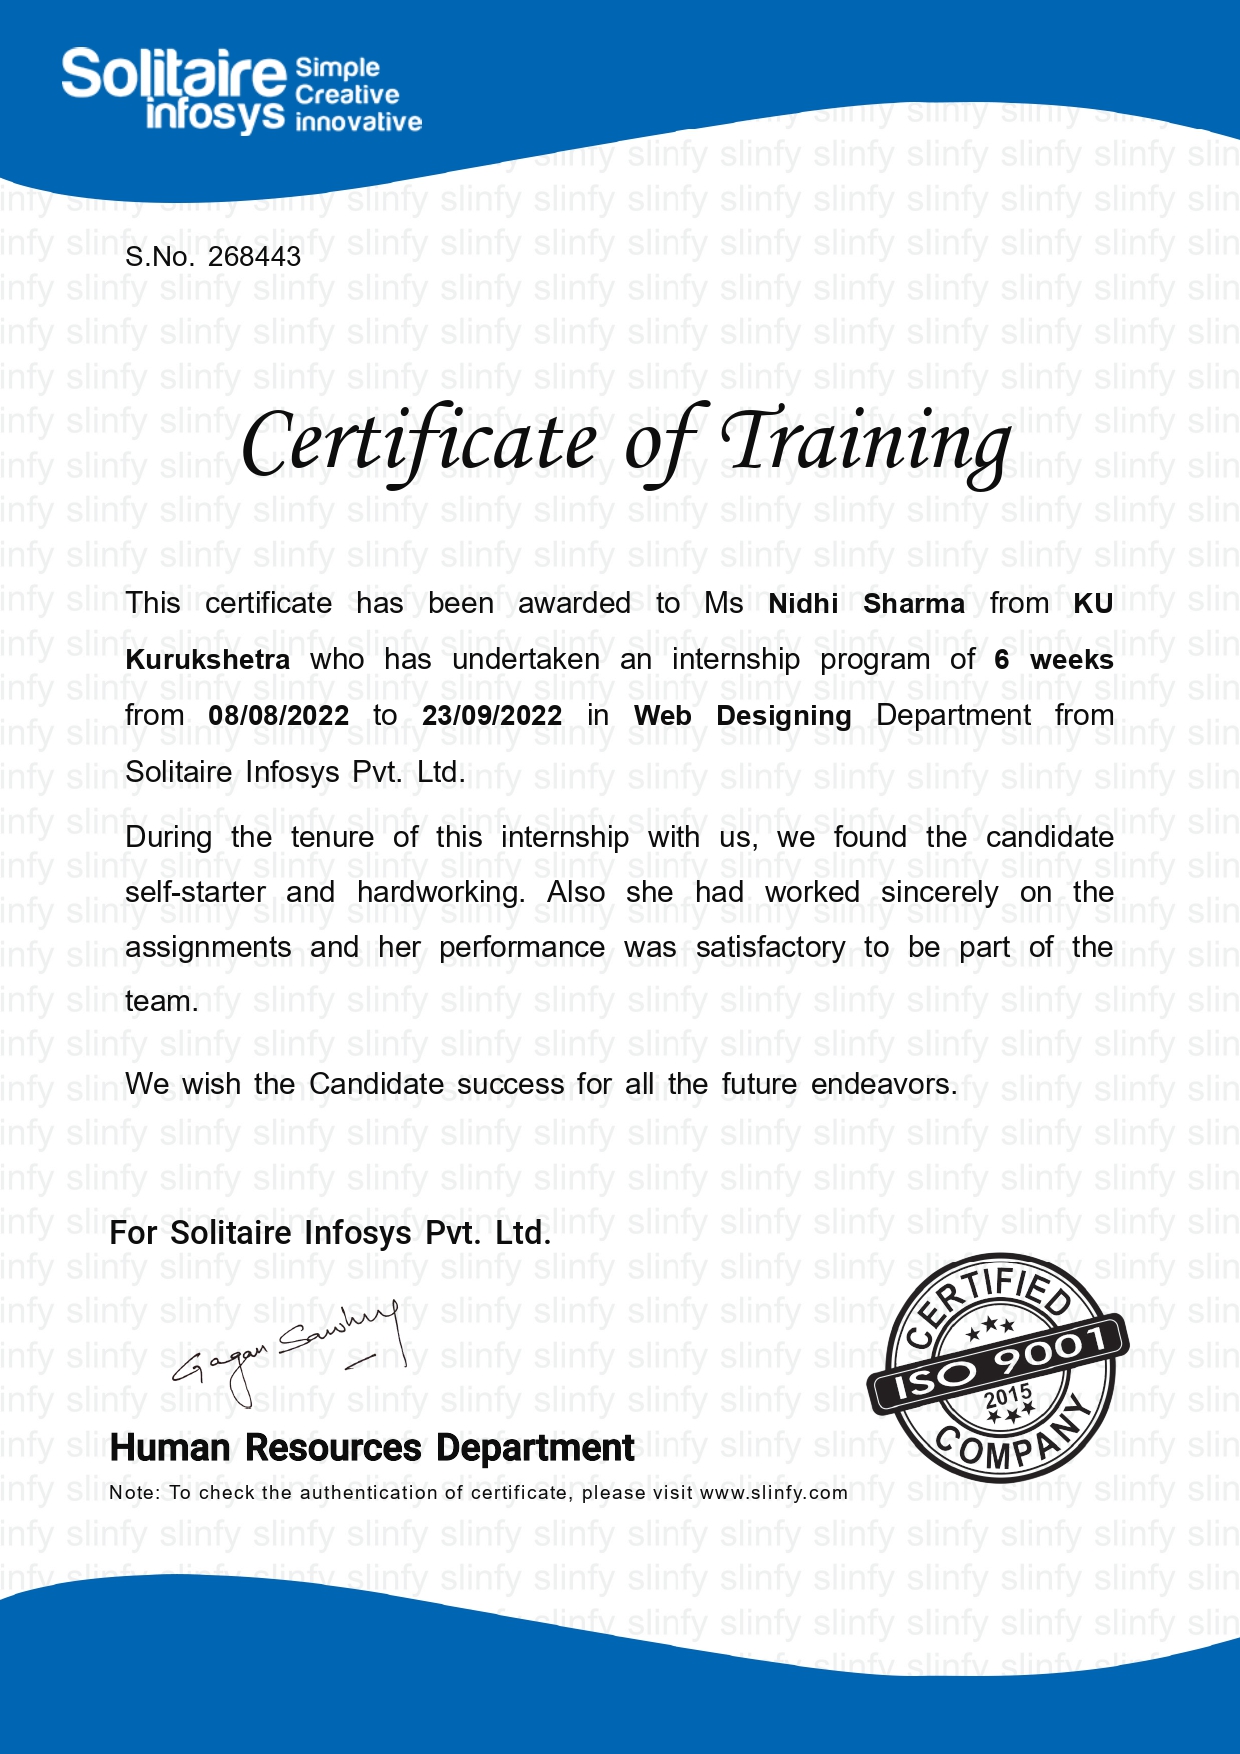 Solitaire
infosys
Simple
Creative
innovative
S.No. 268443
Certificate of Training
This certificate has been awarded to Ms Nidhi Sharma from KU
Kurukshetra who has undertaken an internship program of 6 weeks
from 08/08/2022 to 23/09/2022 in Web Designing Department from
Solitaire Infosys Pvt. Ltd.
During the tenure of this internship with us, we found the candidate
self-starter and hardworking. Also she had worked sincerely on the
assignments and her performance was satisfactory to be part of the
team.
We wish the Candidate success for all the future endeavors.
For Solitaire Infosys Pvt. Ltd.
Gagan Sawhney
CERTIFIED
ISO 9001
2015
COMPANY
Human Resources Department
Note: To check the authentication of certificate, please visit www.slinfy.com